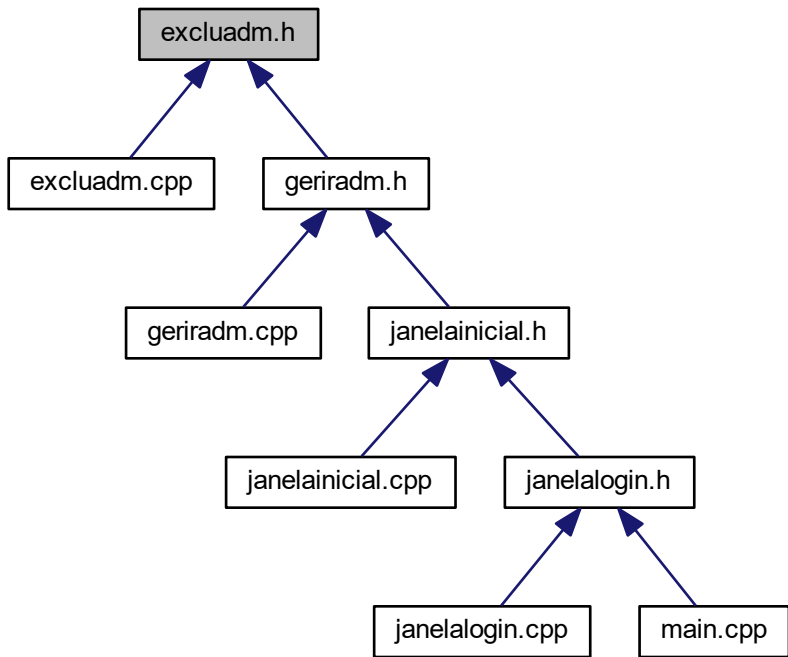 excluadm.h
excluadm.cpp
geriradm.h
geriradm.cpp
janelainicial.h
janelainicial.cpp
janelalogin.h
janelalogin.cpp
main.cpp